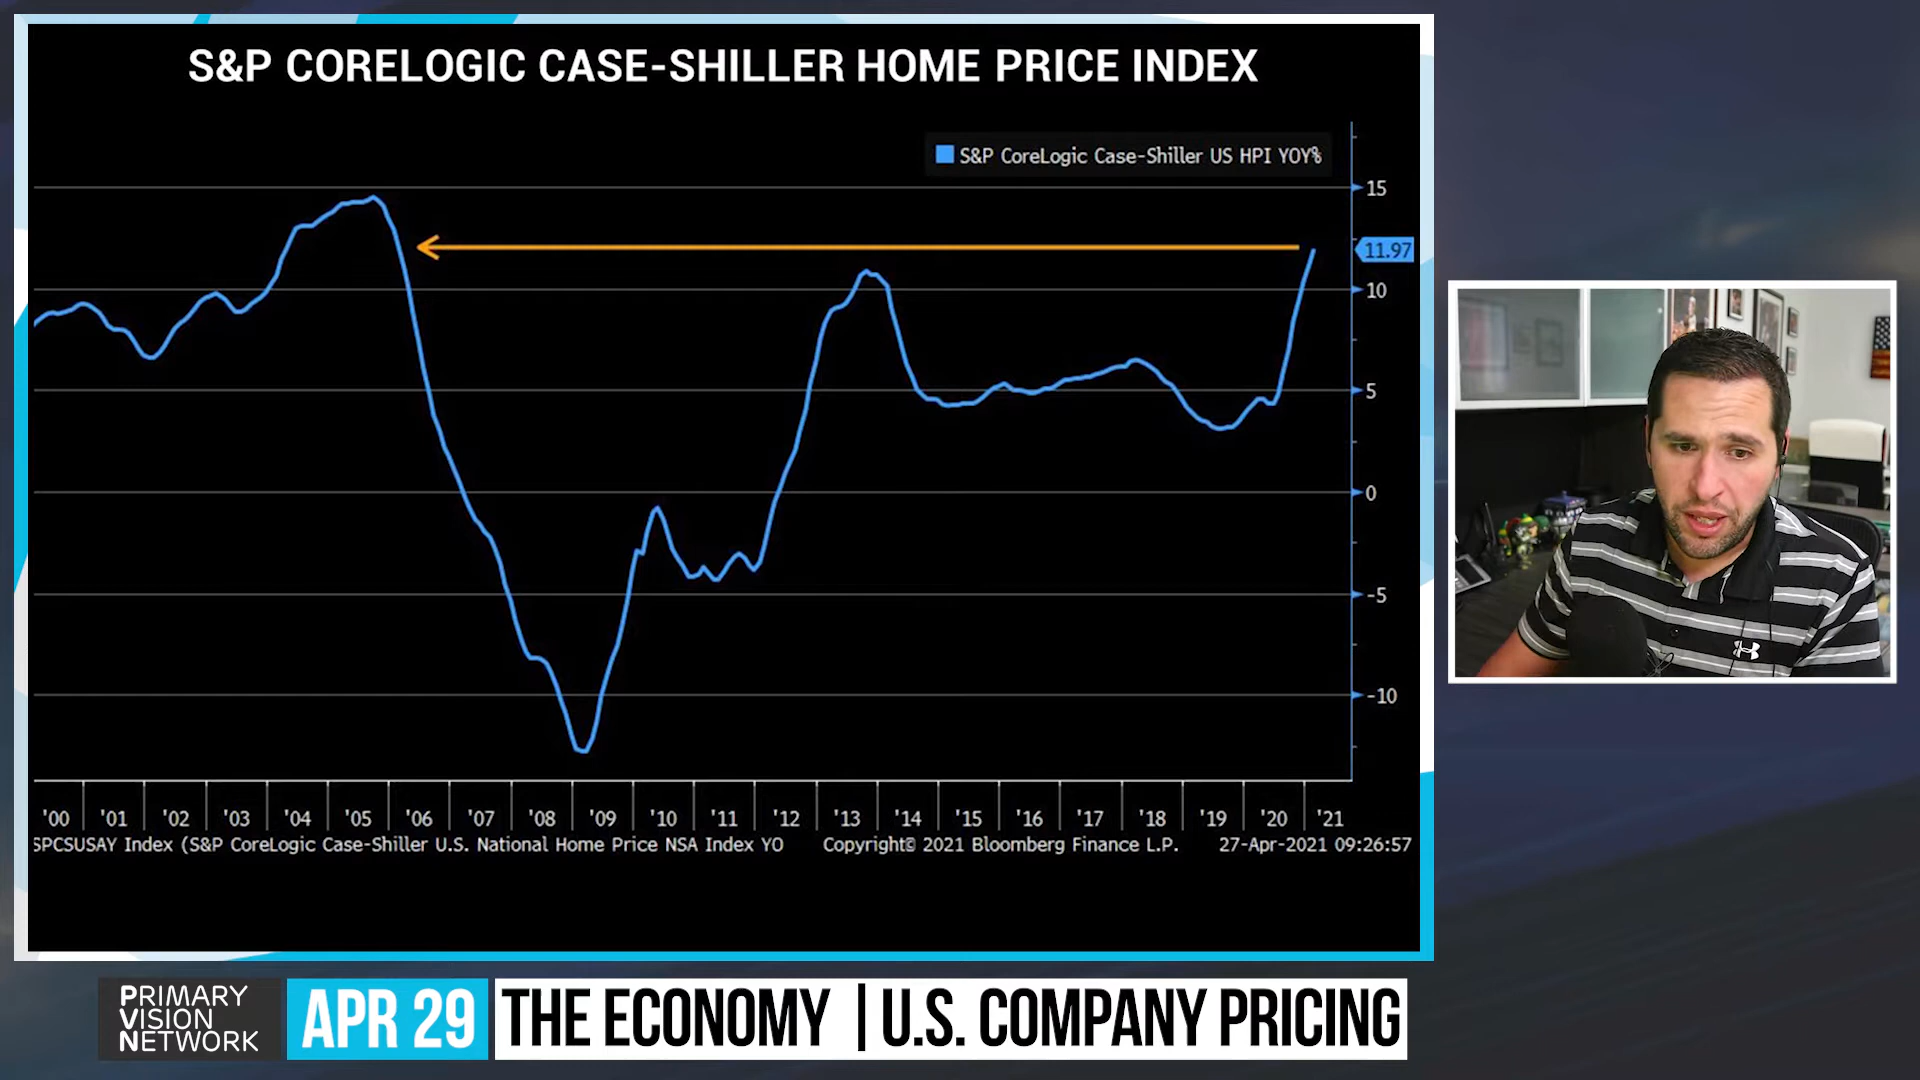 S&P CORELOGIC CASE-SHILLER HOME PRICE INDEX
S&P CoreLogic Case-Shiller US HPI YOY%
15
11.97
10
5
0
-5
-10
'00 '01 '02 '03 '04 '05 '06 '07 '08 '09 '10 '11 '12 '13 '14 '15 '16 '17 '18 '19 '20 '21
SPCSUSAY Index (S&P CoreLogic Case-Shiller U.S. National Home Price NSA Index YO Copyright© 2021 Bloomberg Finance L.P. 27-Apr-2021 09:26:57
PRIMARY
VISION
NETWORK
APR 29
THE ECONOMY | U.S. COMPANY PRICING